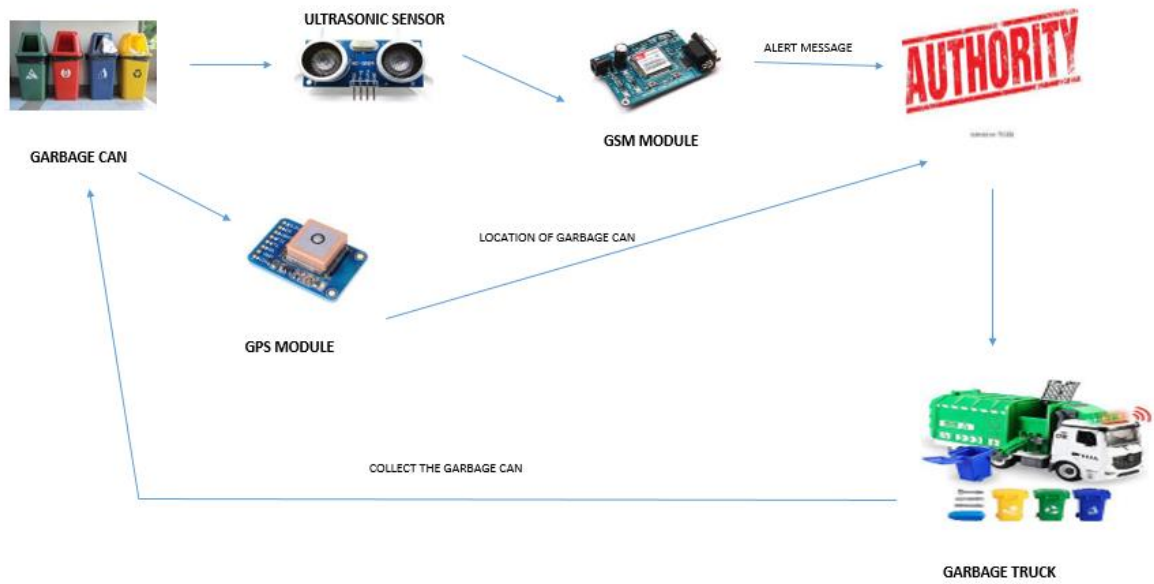 ULTRASONIC SENSOR
ALERT MESSAGE
AUTHORITY
GSM MODULE
GARBAGE CAN
LOCATION OF GARBAGE CAN
GPS MODULE
COLLECT THE GARBAGE CAN
GARBAGE TRUCK